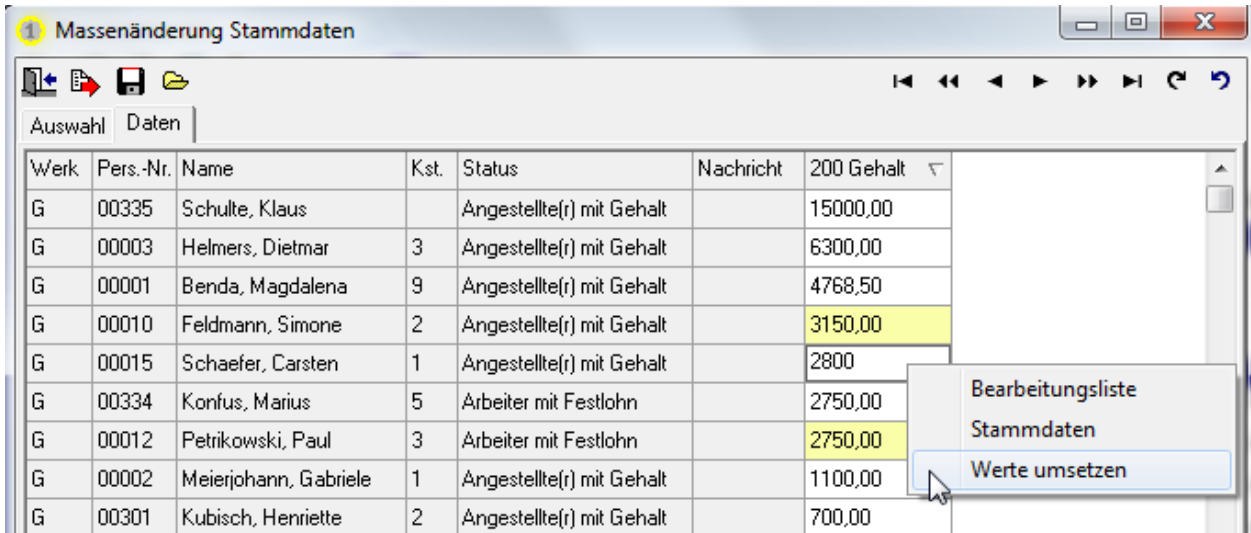 1 Massenänderung Stammdaten
Auswahl Daten
Werk Pers.-Nr. Name Kst. Status Nachricht 200 Gehalt
G 00335 Schulte, Klaus Angestellte(r) mit Gehalt 15000,00
G 00003 Helmers, Dietmar 3 Angestellte(r) mit Gehalt 6300,00
G 00001 Benda, Magdalena 9 Angestellte(r) mit Gehalt 4768,50
G 00010 Feldmann, Simone 2 Angestellte(r) mit Gehalt 3150,00
G 00015 Schaefer, Carsten 1 Angestellte(r) mit Gehalt 2800
G 00334 Konfus, Marius 5 Arbeiter mit Festlohn 2750,00
G 00012 Petrikowski, Paul 3 Arbeiter mit Festlohn 2750,00
G 00002 Meierjohann, Gabriele 1 Angestellte(r) mit Gehalt 1100,00
G 00301 Kubisch, Henriette 2 Angestellte(r) mit Gehalt 700,00
Bearbeitungsliste
Stammdaten
Werte umsetzen